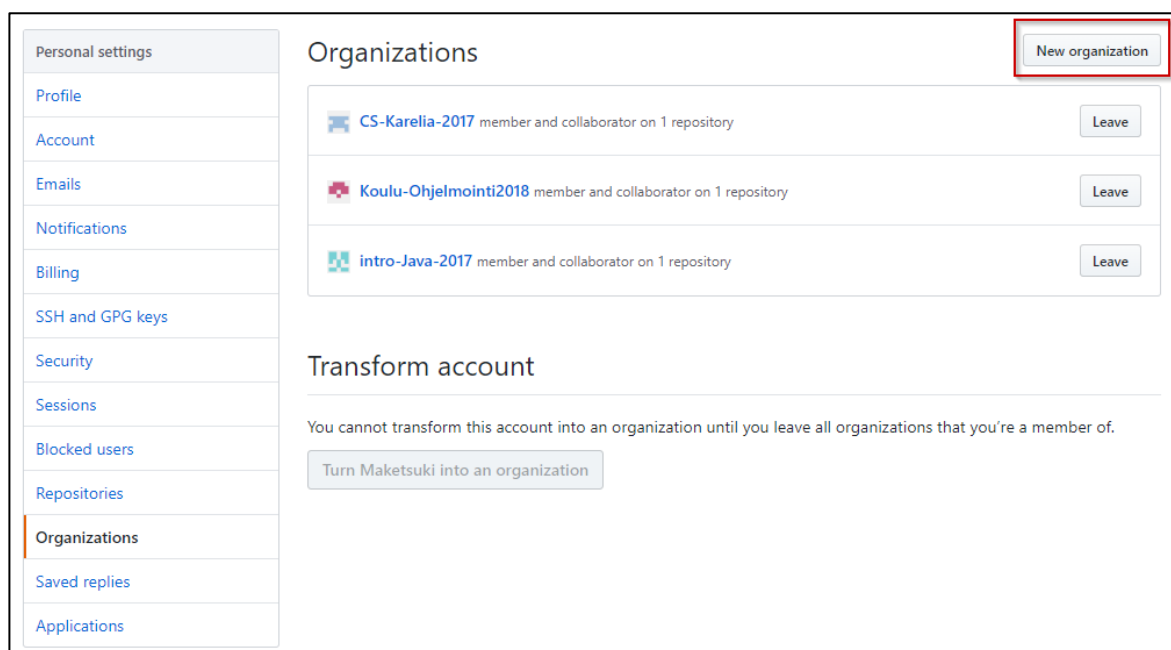 Personal settings
Profile
Account
Emails
Notifications
Billing
SSH and GPG keys
Security
Sessions
Blocked users
Repositories
Organizations
Saved replies
Applications
Organizations
New organization
CS-Karelia-2017 member and collaborator on 1 repository
Leave
Koulu-Ohjelmointi2018 member and collaborator on 1 repository
Leave
intro-Java-2017 member and collaborator on 1 repository
Leave
Transform account
You cannot transform this account into an organization until you leave all organizations that you’re a member of.
Turn Maketsuki into an organization